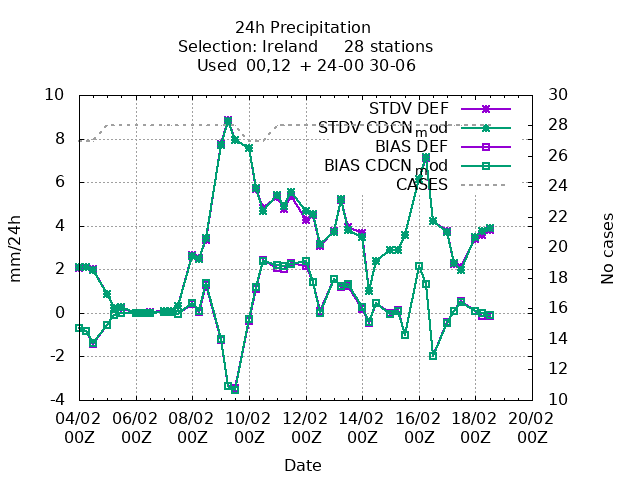 24h Precipitation
Selection: Ireland 28 stations
Used 00,12 + 24-00 30-06
STDV DEF
STDV CDCNmod
BIAS DEF
BIAS CDCNmod
CASES
mm/24h
10
8
6
4
2
0
-2
-4
No cases
30
28
26
24
22
20
18
16
14
12
10
04/02 06/02 08/02 10/02 12/02 14/02 16/02 18/02 20/02
00Z 00Z 00Z 00Z 00Z 00Z 00Z 00Z 00Z
Date